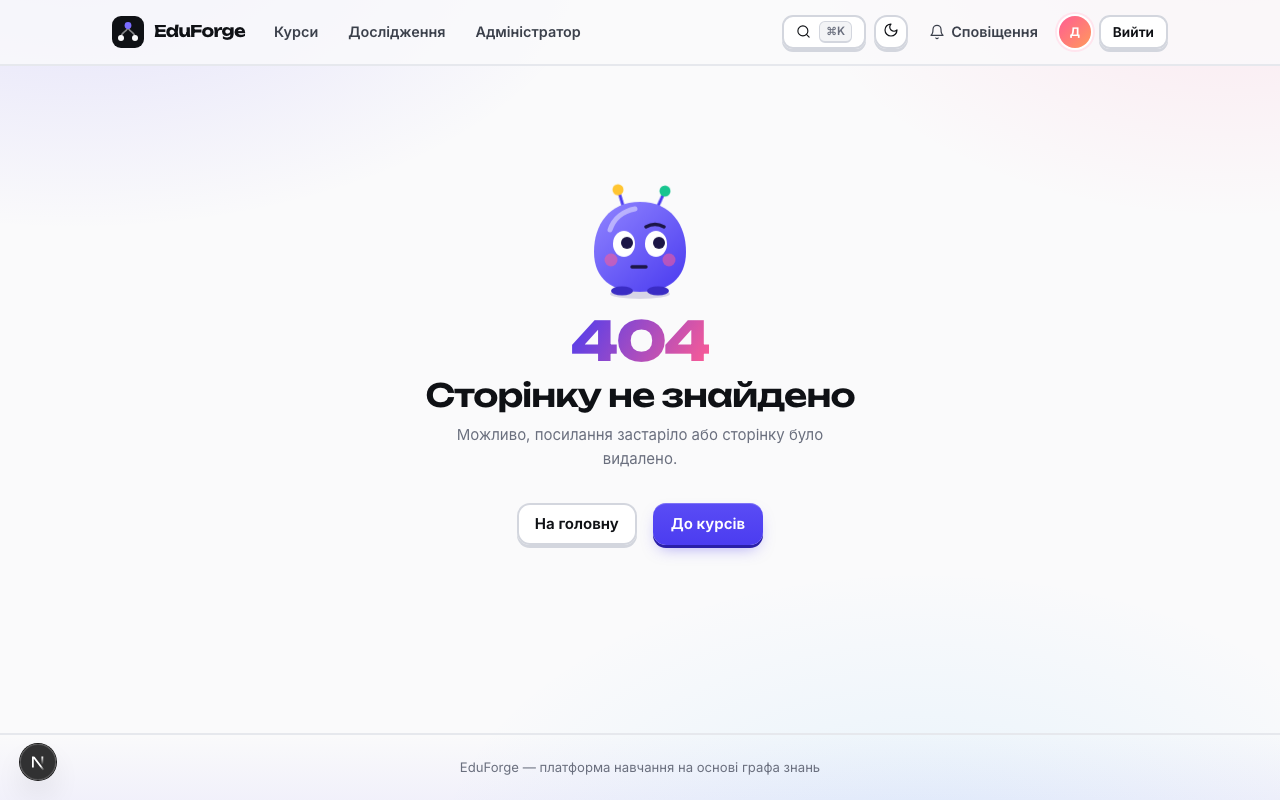 EduForge Курси Дослідження Адміністратор ⌘K Сповіщення Д Вийти
404
Сторінку не знайдено
Можливо, посилання застаріло або сторінку було
видалено.
На головну До курсів
N
EduForge — платформа навчання на основі графа знань